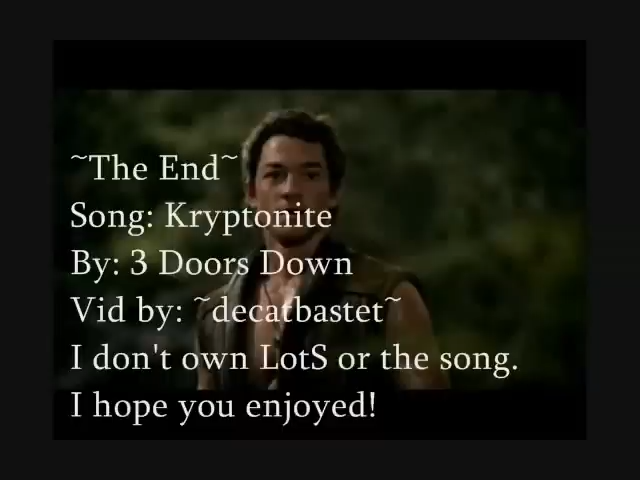 ~The End~
Song: Kryptonite
By: 3 Doors Down
Vid by: ~decatbastet~
I don't own LotS or the song.
I hope you enjoyed!